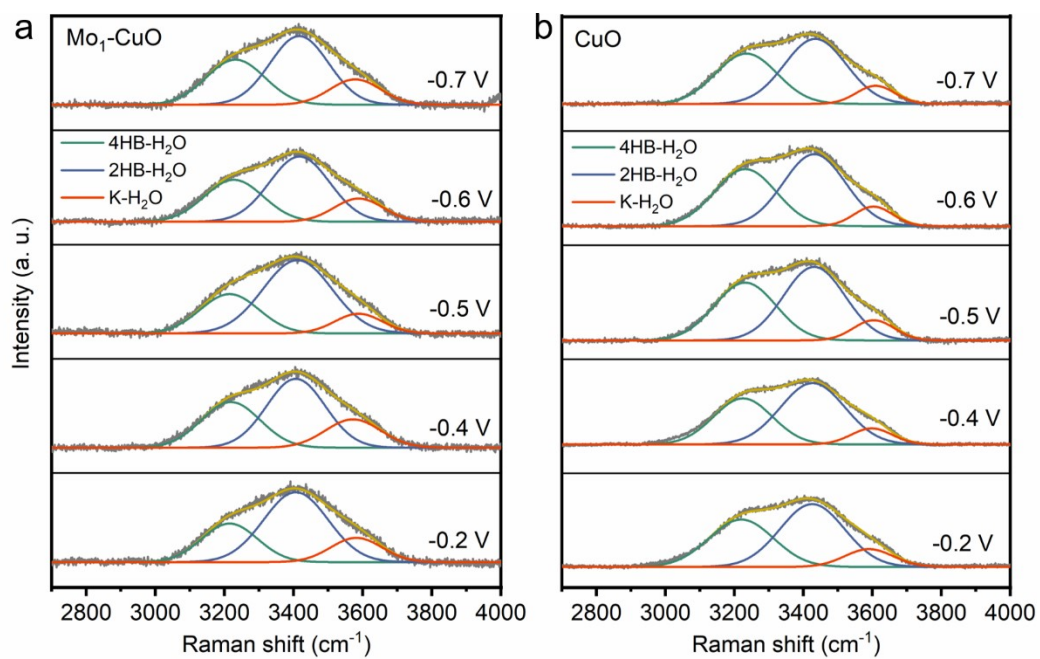 a
Mo₁-CuO
-0.7 V
4HB-H₂O
2HB-H₂O
K-H₂O
-0.6 V
-0.5 V
-0.4 V
-0.2 V
Intensity (a. u.)
2800 3000 3200 3400 3600 3800 4000
Raman shift (cm⁻¹)
b
CuO
-0.7 V
4HB-H₂O
2HB-H₂O
K-H₂O
-0.6 V
-0.5 V
-0.4 V
-0.2 V
2800 3000 3200 3400 3600 3800 4000
Raman shift (cm⁻¹)